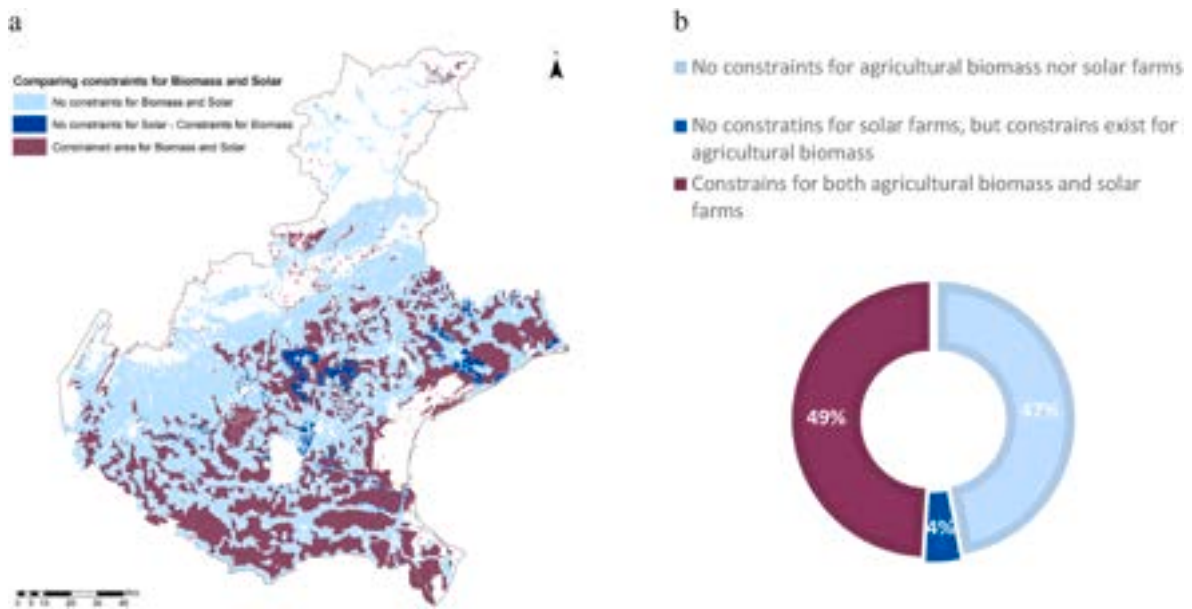 a
Comparing constraints for Biomass and Solar
No constraints for Biomass and Solar
No constraints for Solar - Constraints for Biomass
Constrained area for Biomass and Solar
b
No constraints for agricultural biomass nor solar farms
No constratins for solar farms, but constrains exist for
agricultural biomass
Constrains for both agricultural biomass and solar
farms
49%
47%
4%